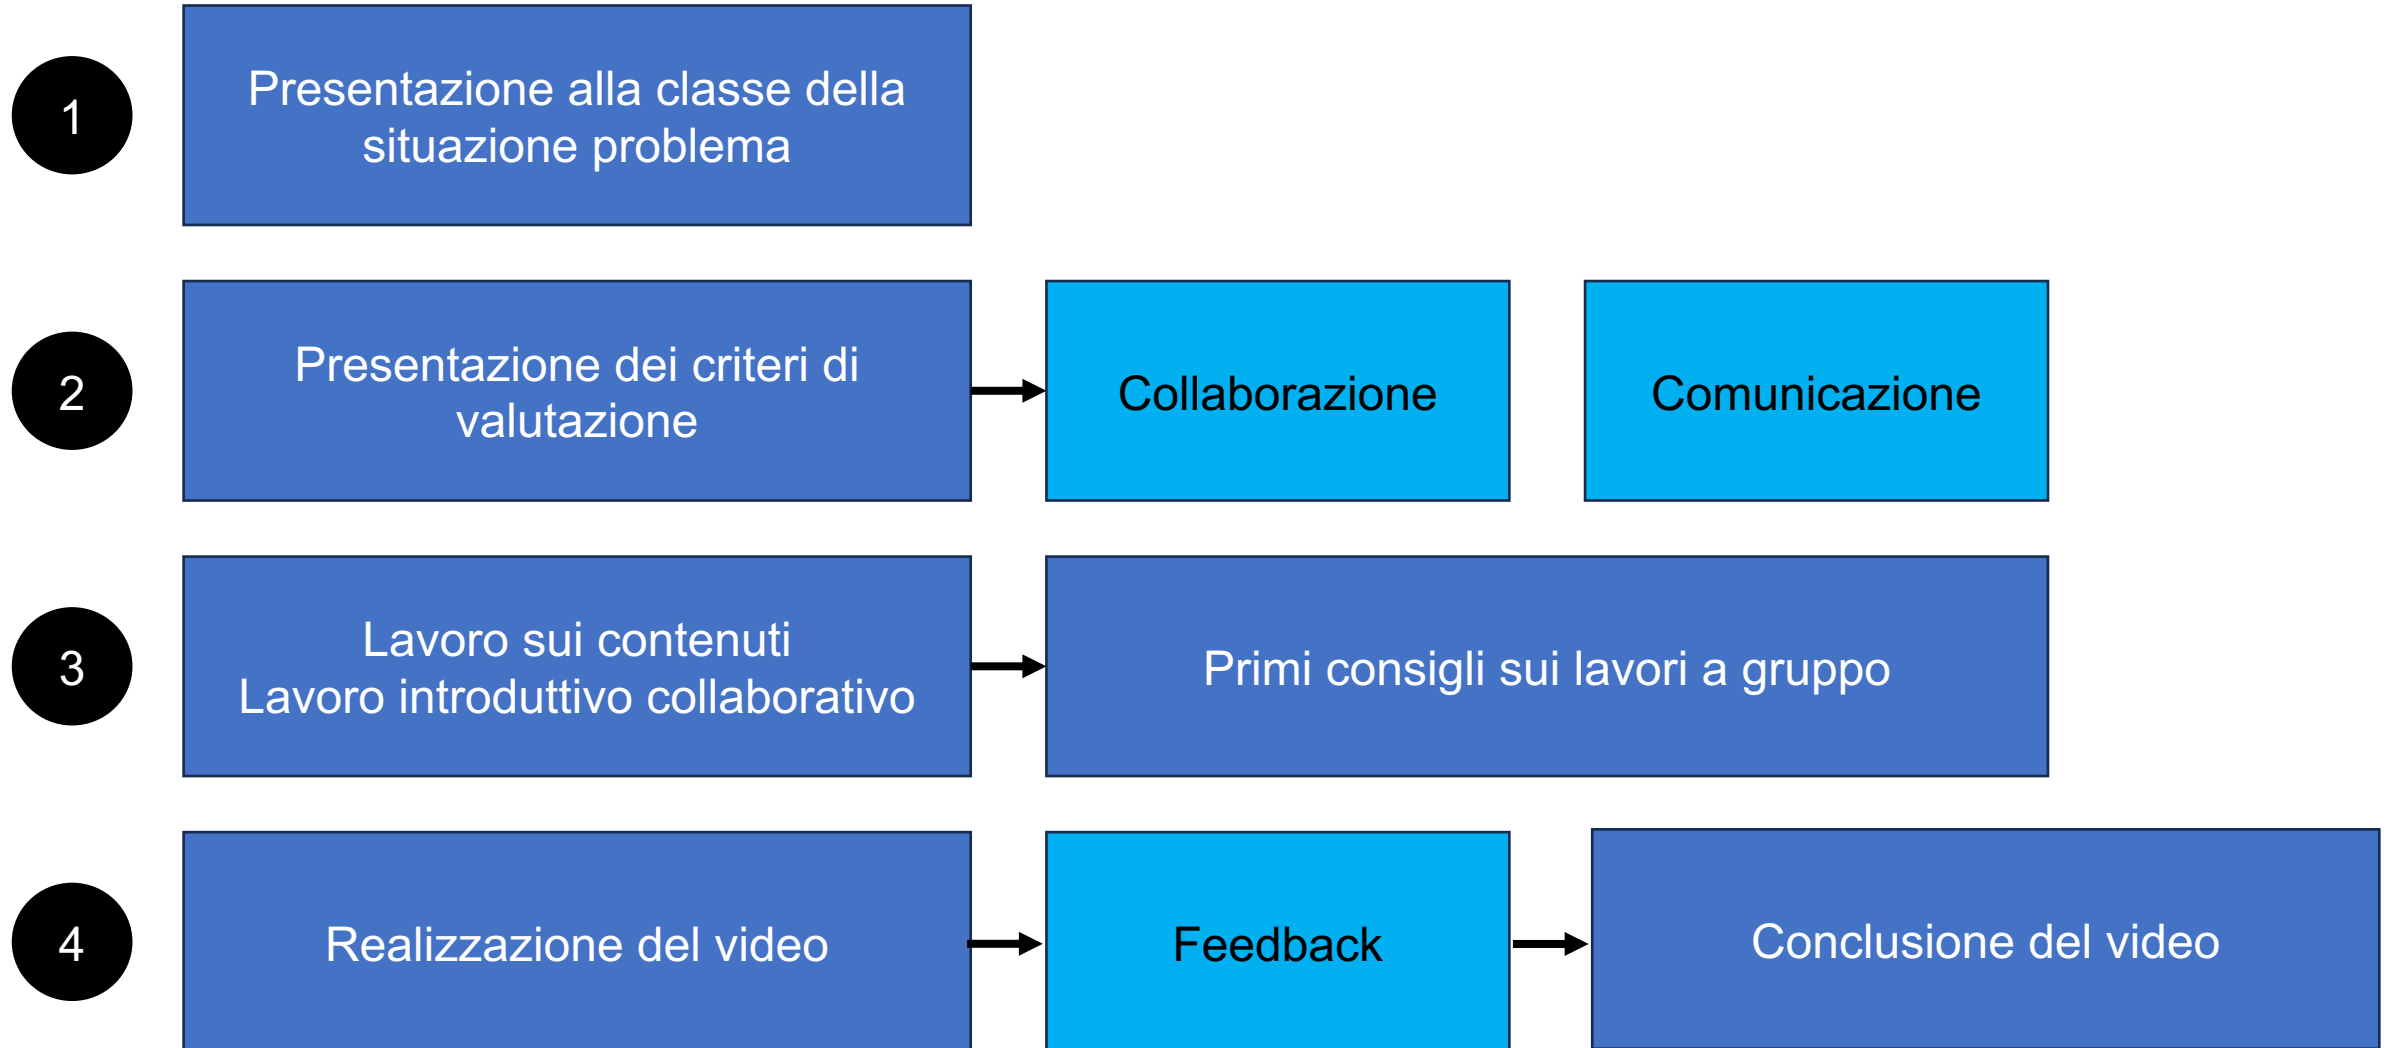 1
Presentazione alla classe della
situazione problema
2
Presentazione dei criteri di
valutazione
Collaborazione
Comunicazione
3
Lavoro sui contenuti
Lavoro introduttivo collaborativo
Primi consigli sui lavori a gruppo
4
Realizzazione del video
Feedback
Conclusione del video